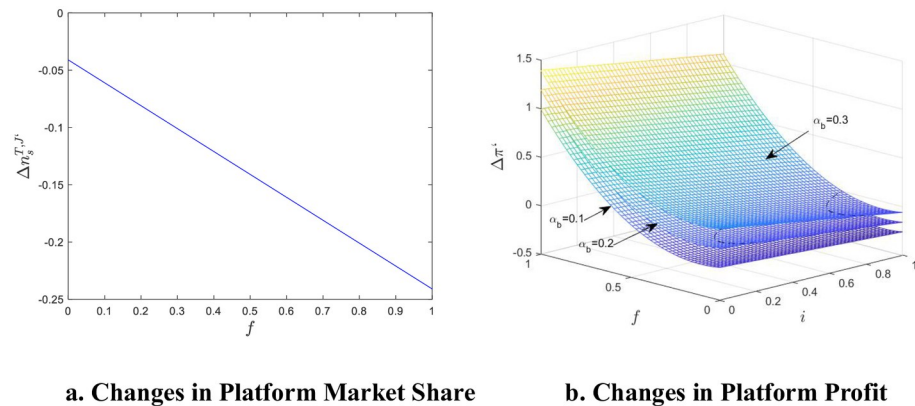 0
-0.05
-0.1
-0.15
-0.2
-0.25
0 0.1 0.2 0.3 0.4 0.5 0.6 0.7 0.8 0.9 1
f
1.5
1
0.5
0
-0.5
α_b=0.3
α_b=0.1
α_b=0.2
1
0.5
0
0
0.2
0.4
0.6
0.8
1
f
i
a. Changes in Platform Market Share
b. Changes in Platform Profit